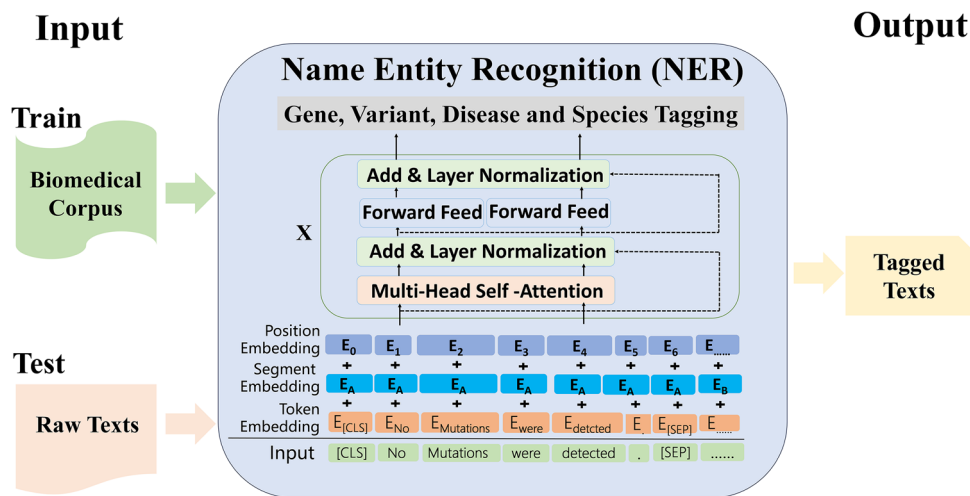 Input
Output
Name Entity Recognition (NER)
Gene, Variant, Disease and Species Tagging
Train
Biomedical
Corpus
Add & Layer Normalization
Forward Feed Forward Feed
X
Add & Layer Normalization
Multi-Head Self -Attention
Tagged
Texts
Position
Embedding
E0 E1 E2 E3 E4 E5 E6 E......
+ + + + + + + +
Segment
Embedding
EA EA EA EA EA EA EA EB
+ + + + + + + +
Token
Embedding
E[CLS] ENo EMutations Ewere Edetcted E. E[SEP] E......
Input [CLS] No Mutations were detected . [SEP] ......
Test
Raw Texts